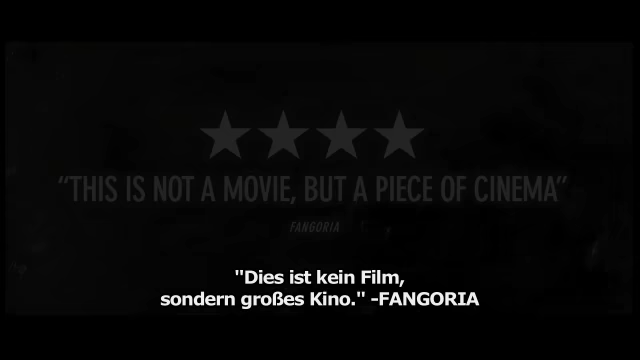 “THIS IS NOT A MOVIE, BUT A PIECE OF CINEMA”
FANGORIA
"Dies ist kein Film,
sondern großes Kino." -FANGORIA